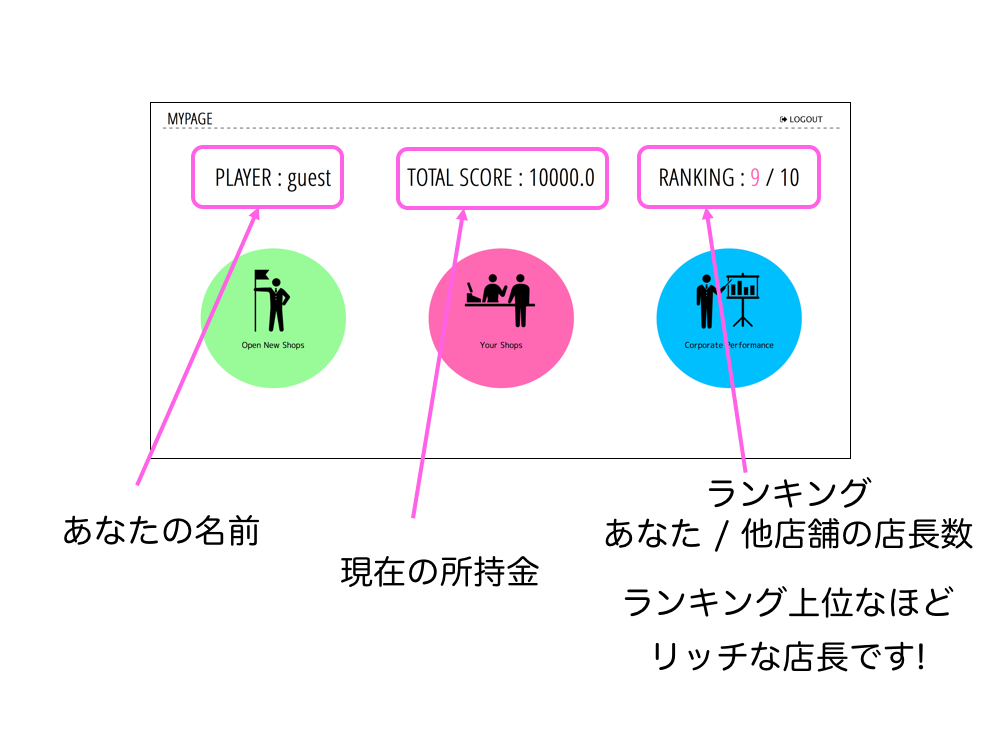 MYPAGE
LOGOUT
PLAYER : guest
TOTAL SCORE : 10000.0
RANKING : 9 / 10
Open New Shops
Your Shops
Corporate Performance
あなたの名前
現在の所持金
ランキング
あなた / 他店舗の店長数
ランキング上位なほど
リッチな店長です!